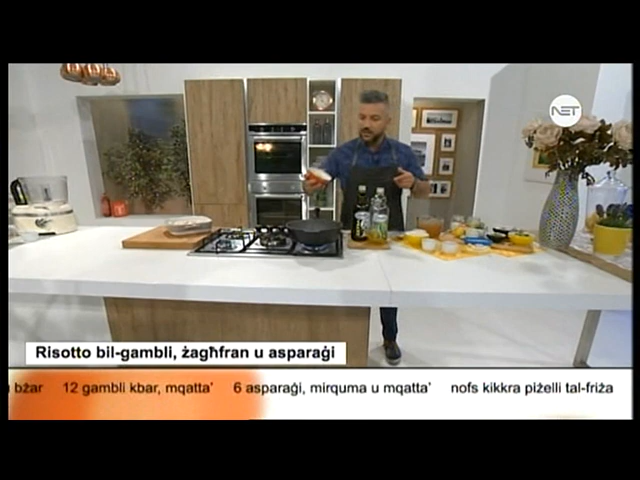 NET
Risotto bil-gambli, żagħfran u asparaġi
bżar 12 gambli kbar, mqatta' 6 asparaġi, mirquma u mqatta' nofs kikkra piżelli tal-friża